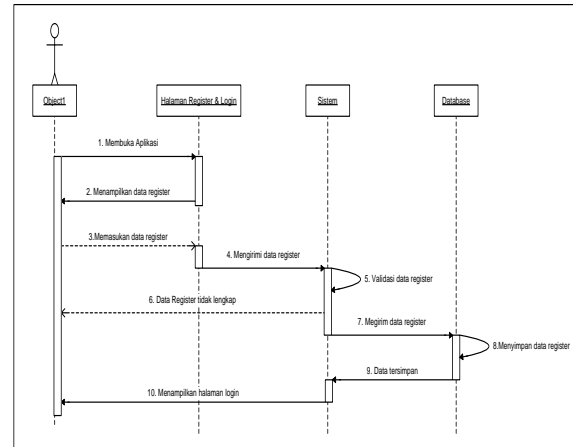 Object1
Halaman Register & Login
Sistem
Database
1. Membuka Aplikasi
2. Menampilkan data register
3.Memasukan data register
4. Mengirimi data register
5. Validasi data register
6. Data Register tidak lengkap
7. Megirim data register
8.Menyimpan data register
9. Data tersimpan
10. Menampilkan halaman login